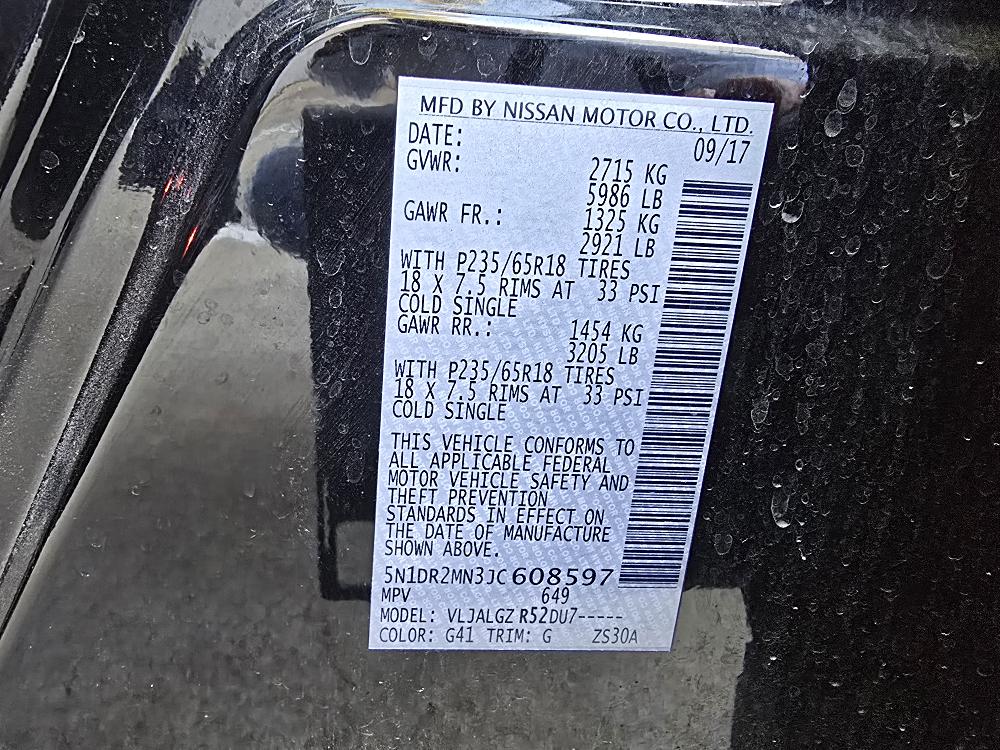 MFD BY NISSAN MOTOR CO., LTD.
DATE: 09/17
GVWR: 2715 KG
5986 LB
GAWR FR.: 1325 KG
2921 LB
WITH P235/65R18 TIRES
18 X 7.5 RIMS AT 33 PSI
COLD SINGLE
GAWR RR.: 1454 KG
3205 LB
WITH P235/65R18 TIRES
18 X 7.5 RIMS AT 33 PSI
COLD SINGLE
THIS VEHICLE CONFORMS TO
ALL APPLICABLE FEDERAL
MOTOR VEHICLE SAFETY AND
THEFT PREVENTION
STANDARDS IN EFFECT ON
THE DATE OF MANUFACTURE
SHOWN ABOVE.
5N1DR2MN3JC608597
MPV 649
MODEL: VLJALGZ R52DU7-----
COLOR: G41 TRIM: G ZS30A